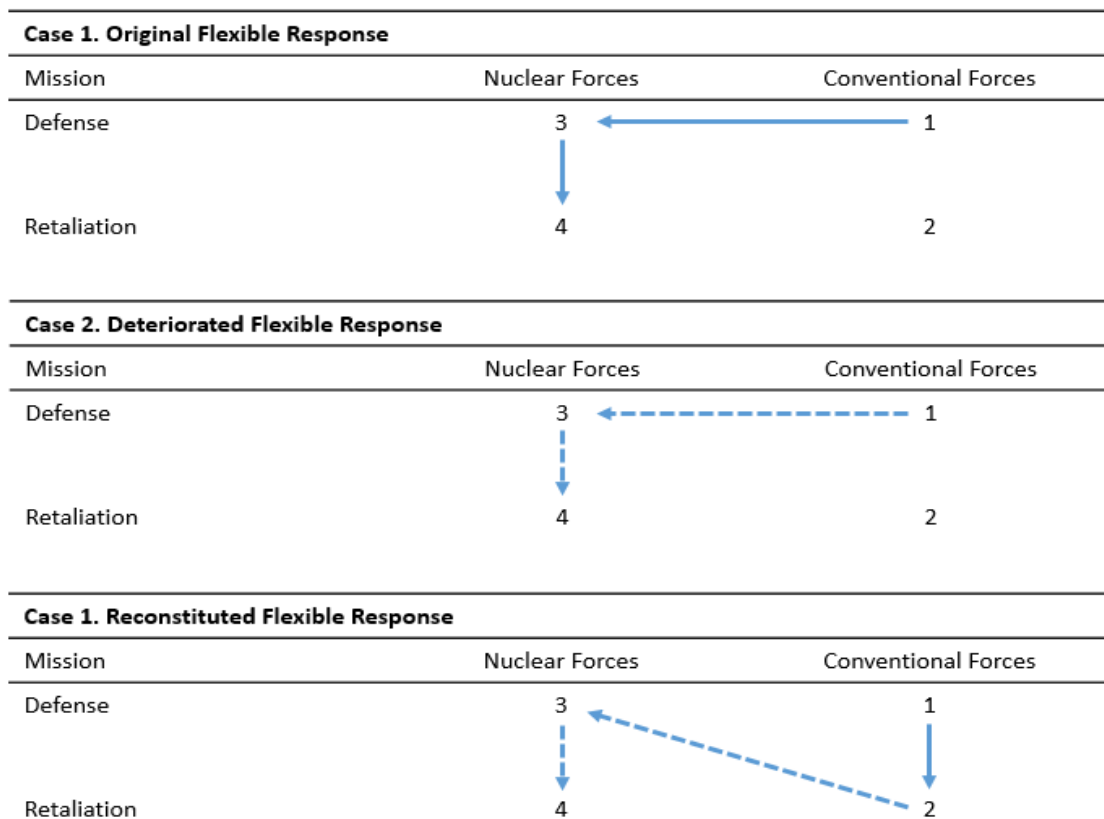 Case 1. Original Flexible Response
Mission Nuclear Forces Conventional Forces
Defense 3 1
Retaliation 4 2
Case 2. Deteriorated Flexible Response
Mission Nuclear Forces Conventional Forces
Defense 3 1
Retaliation 4 2
Case 1. Reconstituted Flexible Response
Mission Nuclear Forces Conventional Forces
Defense 3 1
Retaliation 4 2